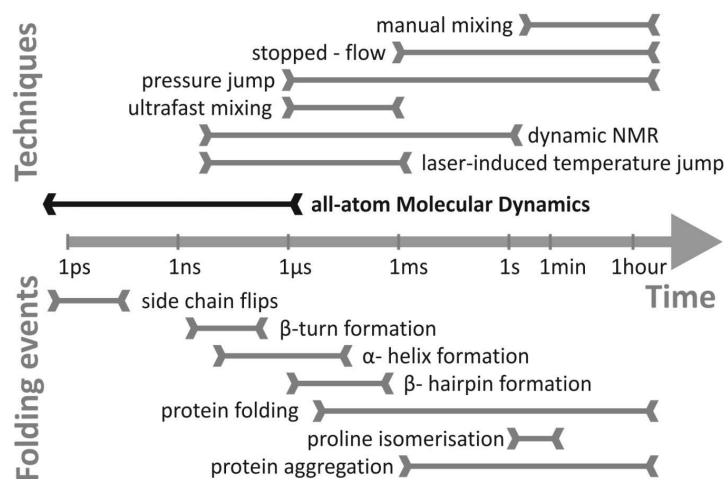 Techniques
manual mixing
stopped - flow
pressure jump
ultrafast mixing
dynamic NMR
laser-induced temperature jump
all-atom Molecular Dynamics
1ps 1ns 1µs 1ms 1s 1min 1hour
Time
Folding events
side chain flips
β-turn formation
α- helix formation
β- hairpin formation
protein folding
proline isomerisation
protein aggregation